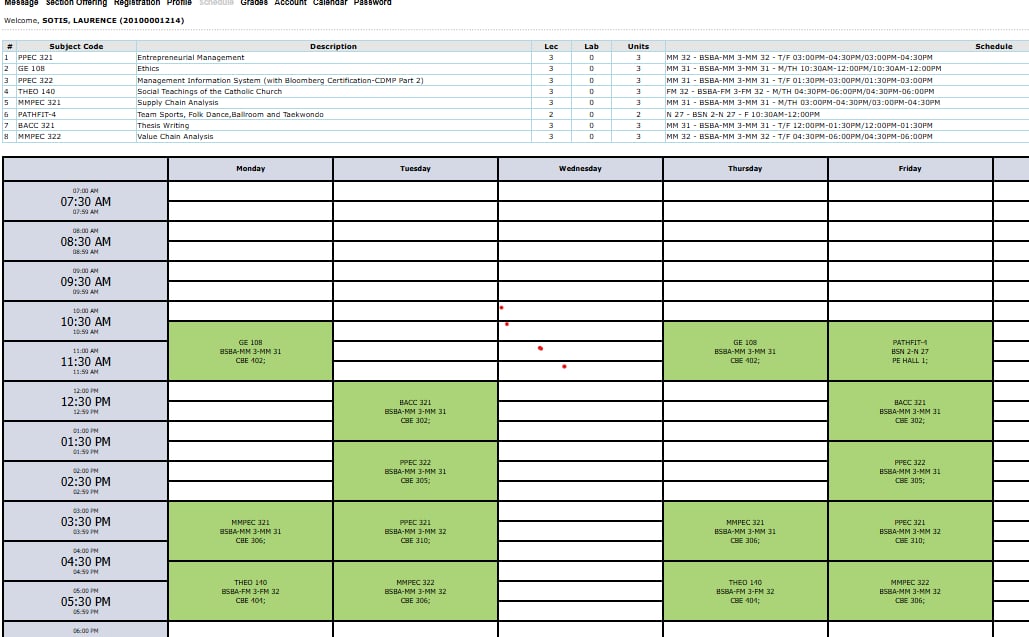 Message Section Offering Registration Profile Schedule Grades Account Calendar Password
Welcome, SOTIS, LAURENCE (20100001214)
# Subject Code Description Lec Lab Units Schedule
1 PPEC 321 Entrepreneurial Management 3 0 3 MM 32 - BSBA-MM 3-MM 32 - T/F 03:00PM-04:30PM/03:00PM-04:30PM
2 GE 108 Ethics 3 0 3 MM 31 - BSBA-MM 3-MM 31 - M/TH 10:30AM-12:00PM/10:30AM-12:00PM
3 PPEC 322 Management Information System (with Bloomberg Certification-CDMP Part 2) 3 0 3 MM 31 - BSBA-MM 3-MM 31 - T/F 01:30PM-03:00PM/01:30PM-03:00PM
4 THEO 140 Social Teachings of the Catholic Church 3 0 3 FM 32 - BSBA-FM 3-FM 32 - M/TH 04:30PM-06:00PM/04:30PM-06:00PM
5 MMPEC 321 Supply Chain Analysis 3 0 3 MM 31 - BSBA-MM 3-MM 31 - M/TH 03:00PM-04:30PM/03:00PM-04:30PM
6 PATHFIT-4 Team Sports, Folk Dance,Ballroom and Taekwondo 2 0 2 N 27 - BSN 2-N 27 - F 10:30AM-12:00PM
7 BACC 321 Thesis Writing 3 0 3 MM 31 - BSBA-MM 3-MM 31 - T/F 12:00PM-01:30PM/12:00PM-01:30PM
8 MMPEC 322 Value Chain Analysis 3 0 3 MM 32 - BSBA-MM 3-MM 32 - T/F 04:30PM-06:00PM/04:30PM-06:00PM
Monday Tuesday Wednesday Thursday Friday
07:00 AM
07:30 AM
07:59 AM
08:00 AM
08:30 AM
08:59 AM
09:00 AM
09:30 AM
09:59 AM
10:00 AM
10:30 AM
10:59 AM
GE 108 GE 108 PATHFIT-4
11:00 AM
BSBA-MM 3-MM 31 BSBA-MM 3-MM 31 BSN 2-N 27
11:30 AM
CBE 402; CBE 402; PE HALL 1;
11:59 AM
12:00 PM
12:30 PM
BACC 321 BACC 321
12:59 PM
BSBA-MM 3-MM 31 BSBA-MM 3-MM 31
CBE 302; CBE 302;
01:00 PM
01:30 PM
01:59 PM
PPEC 322 PPEC 322
02:00 PM
BSBA-MM 3-MM 31 BSBA-MM 3-MM 31
02:30 PM
CBE 305; CBE 305;
02:59 PM
03:00 PM
03:30 PM
MMPEC 321 PPEC 321 MMPEC 321 PPEC 321
03:59 PM
BSBA-MM 3-MM 31 BSBA-MM 3-MM 32 BSBA-MM 3-MM 31 BSBA-MM 3-MM 32
CBE 306; CBE 310; CBE 306; CBE 310;
04:00 PM
04:30 PM
04:59 PM
THEO 140 MMPEC 322 THEO 140 MMPEC 322
05:00 PM
BSBA-FM 3-FM 32 BSBA-MM 3-MM 32 BSBA-FM 3-FM 32 BSBA-MM 3-MM 32
05:30 PM
CBE 404; CBE 306; CBE 404; CBE 306;
05:59 PM
06:00 PM